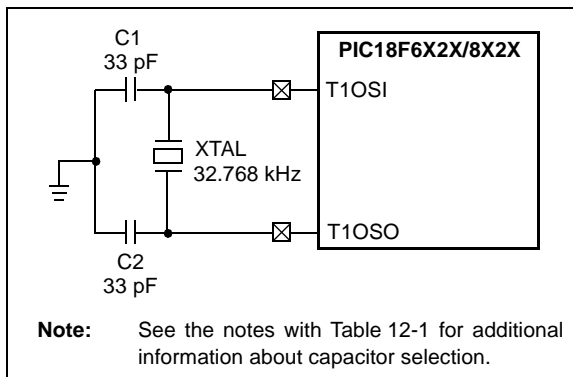 C1
33 pF
PIC18F6X2X/8X2X
T1OSI
XTAL
32.768 kHz
T1OSO
C2
33 pF
Note: See the notes with Table 12-1 for additional
information about capacitor selection.